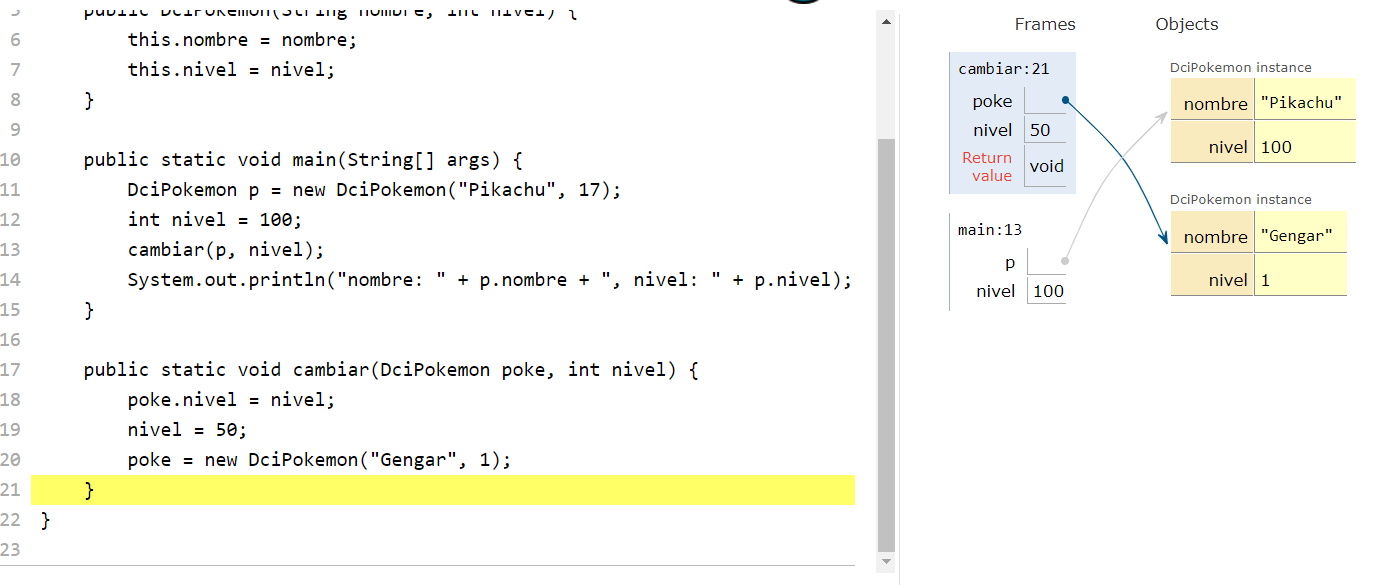 5 public DciPokemon(String nombre, int nivel) {
6 this.nombre = nombre;
7 this.nivel = nivel;
8 }
9
10 public static void main(String[] args) {
11 DciPokemon p = new DciPokemon("Pikachu", 17);
12 int nivel = 100;
13 cambiar(p, nivel);
14 System.out.println("nombre: " + p.nombre + ", nivel: " + p.nivel);
15 }
16
17 public static void cambiar(DciPokemon poke, int nivel) {
18 poke.nivel = nivel;
19 nivel = 50;
20 poke = new DciPokemon("Gengar", 1);
21 }
22 }
23
Frames
cambiar:21
poke
nivel 50
Return
value void
main:13
p
nivel 100
Objects
DciPokemon instance
nombre "Pikachu"
nivel 100
DciPokemon instance
nombre "Gengar"
nivel 1